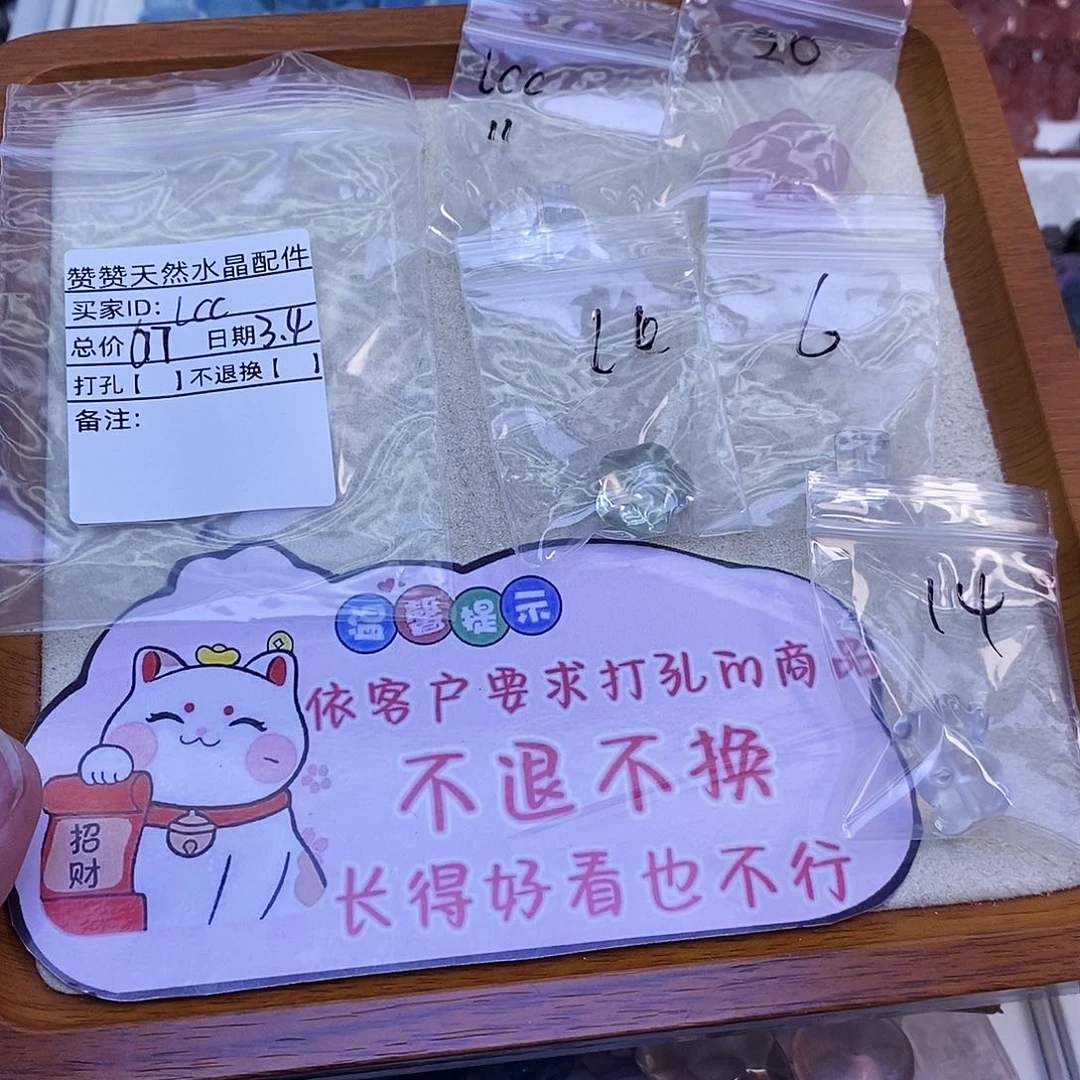 lcc
11
20
16
6
14
赞赞天然水晶配件
买家ID: lcc
总价 67 日期3.4
打孔【 】不退换【 】
备注:
温馨提示
依客户要求打孔的商品
不退不换
长得好看也不行
招
财